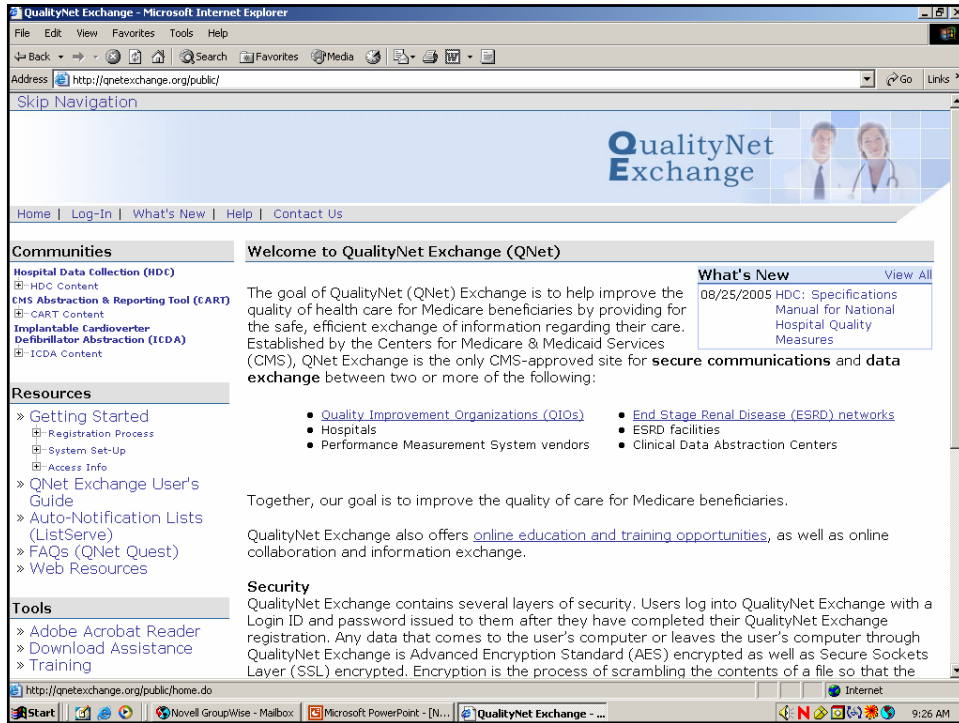 QualityNet Exchange - Microsoft Internet Explorer
File Edit View Favorites Tools Help
Back Search Favorites Media
Address http://qnetexchange.org/public/ Go Links
Skip Navigation
QualityNet
Exchange
Home | Log-In | What's New | Help | Contact Us
Communities
Hospital Data Collection (HDC)
HDC Content
CMS Abstraction & Reporting Tool (CART)
CART Content
Implantable Cardioverter
Defibrillator Abstraction (ICDA)
ICDA Content
Resources
» Getting Started
Registration Process
System Set-Up
Access Info
» QNet Exchange User's
Guide
» Auto-Notification Lists
(ListServe)
» FAQs (QNet Quest)
» Web Resources
Tools
» Adobe Acrobat Reader
» Download Assistance
» Training
Welcome to QualityNet Exchange (QNet)
What's New View All
08/25/2005 HDC: Specifications
Manual for National
Hospital Quality
Measures
The goal of QualityNet (QNet) Exchange is to help improve the
quality of health care for Medicare beneficiaries by providing for
the safe, efficient exchange of information regarding their care.
Established by the Centers for Medicare & Medicaid Services
(CMS), QNet Exchange is the only CMS-approved site for secure communications and data
exchange between two or more of the following:
• Quality Improvement Organizations (QIOs)
• Hospitals
• Performance Measurement System vendors
• End Stage Renal Disease (ESRD) networks
• ESRD facilities
• Clinical Data Abstraction Centers
Together, our goal is to improve the quality of care for Medicare beneficiaries.
QualityNet Exchange also offers online education and training opportunities, as well as online
collaboration and information exchange.
Security
QualityNet Exchange contains several layers of security. Users log into QualityNet Exchange with a
Login ID and password issued to them after they have completed their QualityNet Exchange
registration. Any data that comes to the user's computer or leaves the user's computer through
QualityNet Exchange is Advanced Encryption Standard (AES) encrypted as well as Secure Sockets
Layer (SSL) encrypted. Encryption is the process of scrambling the contents of a file so that the
http://qnetexchange.org/public/home.do Internet
Start Novell GroupWise - Mailbox Microsoft PowerPoint - [N... QualityNet Exchange - ... 9:26 AM